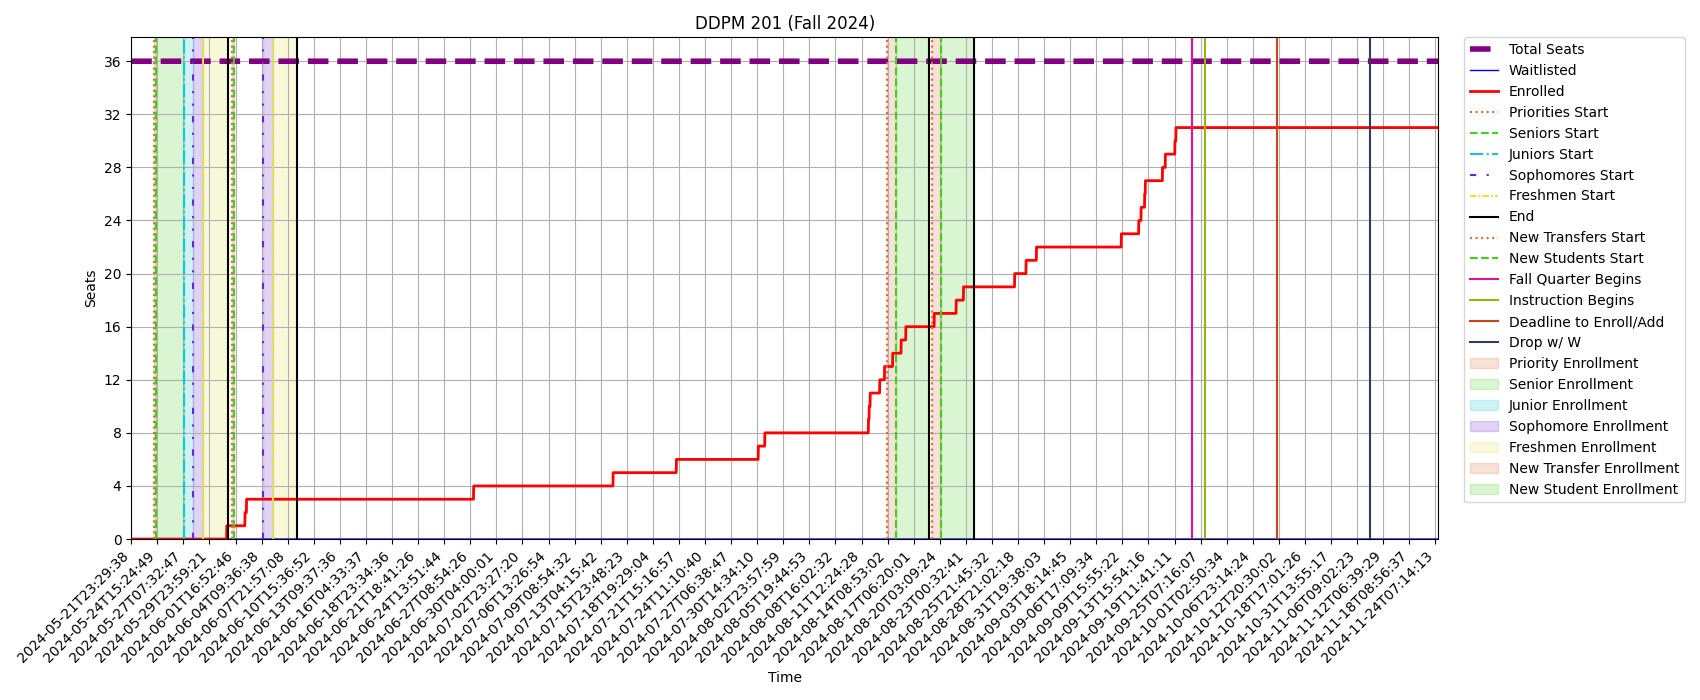 DDPM 201 (Fall 2024)
36
32
28
24
20
16
12
8
4
0
Seats
2024-05-21T23:29:38
2024-05-24T15:24:49
2024-05-27T07:32:47
2024-05-29T23:59:21
2024-06-01T16:52:46
2024-06-04T09:36:38
2024-06-07T21:57:08
2024-06-10T15:36:52
2024-06-13T09:37:36
2024-06-16T04:33:37
2024-06-18T23:34:36
2024-06-21T18:41:26
2024-06-24T13:51:44
2024-06-27T08:54:26
2024-06-30T04:00:01
2024-07-02T23:27:20
2024-07-06T13:26:54
2024-07-09T08:54:32
2024-07-13T04:15:42
2024-07-15T23:48:23
2024-07-18T19:29:04
2024-07-21T15:16:57
2024-07-24T11:10:40
2024-07-27T06:38:47
2024-07-30T14:34:10
2024-08-02T23:57:59
2024-08-05T19:44:53
2024-08-08T16:02:32
2024-08-11T12:24:28
2024-08-14T08:53:02
2024-08-17T06:20:01
2024-08-20T03:09:24
2024-08-23T00:32:41
2024-08-25T21:45:32
2024-08-28T21:02:18
2024-08-31T19:38:03
2024-09-03T18:14:45
2024-09-06T17:09:34
2024-09-09T15:55:22
2024-09-13T15:54:16
2024-09-19T11:41:11
2024-09-25T07:16:07
2024-10-01T02:50:34
2024-10-06T23:14:24
2024-10-12T20:30:02
2024-10-18T17:01:26
2024-10-31T13:55:17
2024-11-06T09:02:23
2024-11-12T06:39:29
2024-11-18T08:56:37
2024-11-24T07:14:13
Time
Total Seats
Waitlisted
Enrolled
Priorities Start
Seniors Start
Juniors Start
Sophomores Start
Freshmen Start
End
New Transfers Start
New Students Start
Fall Quarter Begins
Instruction Begins
Deadline to Enroll/Add
Drop w/ W
Priority Enrollment
Senior Enrollment
Junior Enrollment
Sophomore Enrollment
Freshmen Enrollment
New Transfer Enrollment
New Student Enrollment